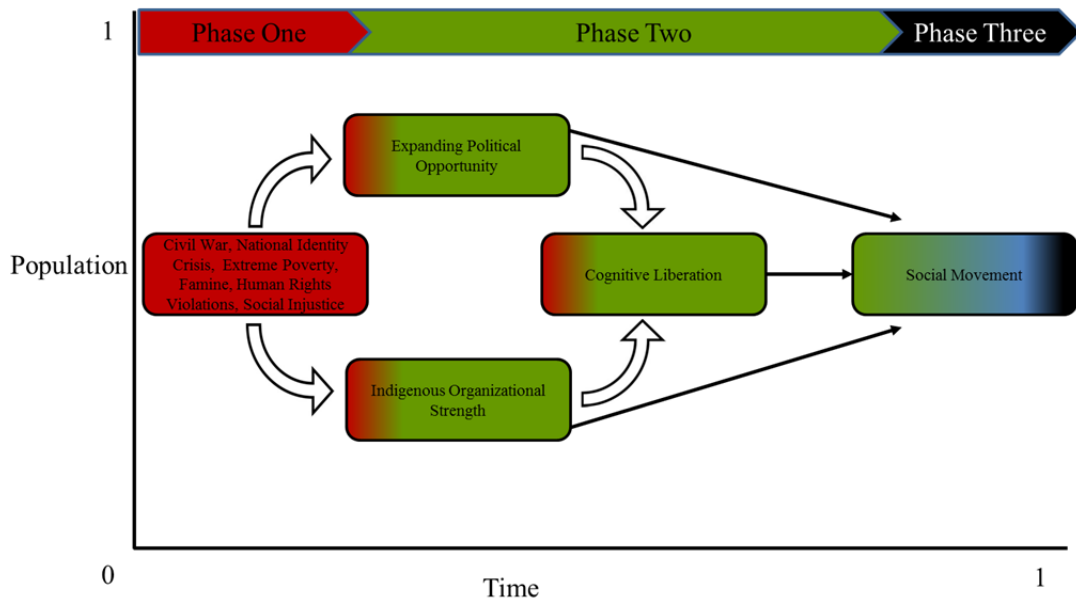 1
Phase One
Phase Two
Phase Three
Expanding Political
Opportunity
Population
Civil War, National Identity
Crisis, Extreme Poverty,
Famine, Human Rights
Violations, Social Injustice
Cognitive Liberation
Social Movement
Indigenous Organizational
Strength
0
Time
1